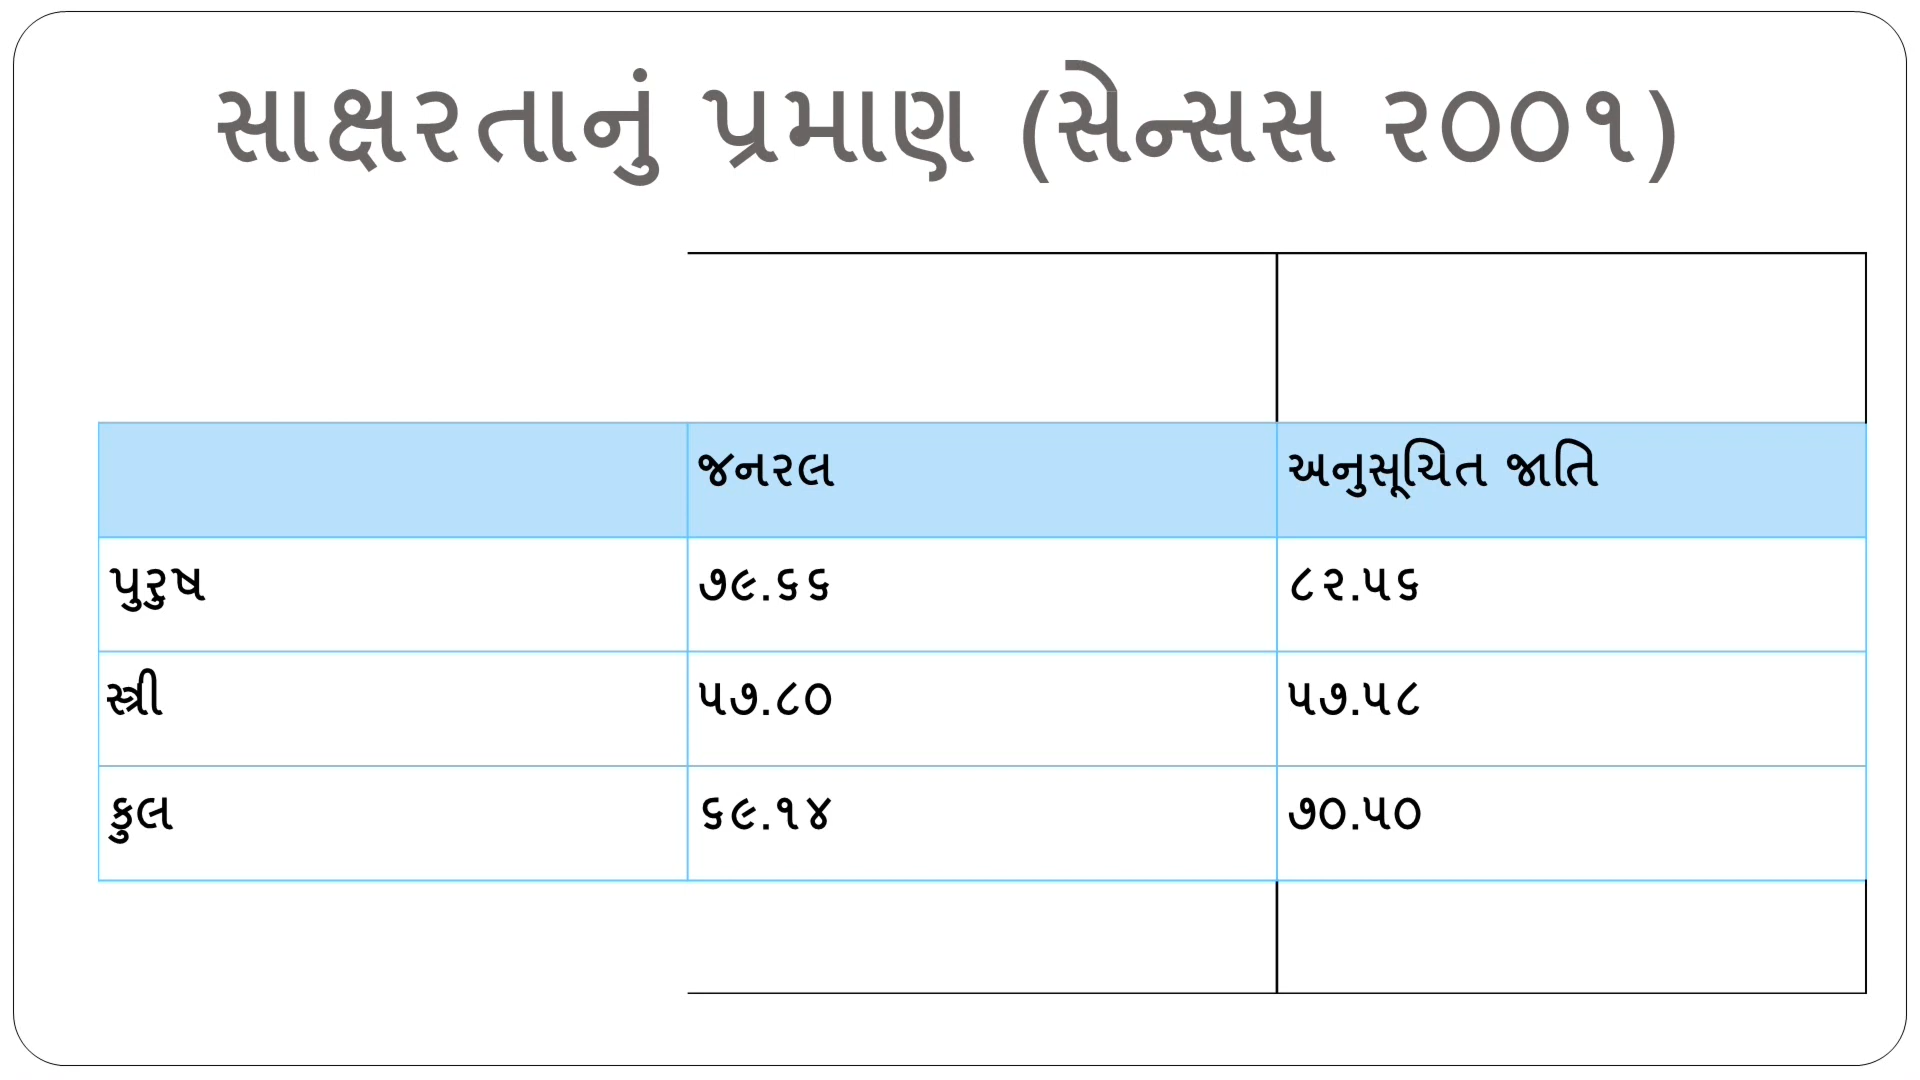 સાક્ષરતાનું પ્રમાણ (સેન્સસ ૨૦૦૧)
જનરલ અનુસૂચિત જાતિ
પુરુષ ૭૯.૬૬ ૮૨.૫૬
સ્ત્રી ૫૭.૮૦ ૫૭.૫૮
કુલ ૬૯.૧૪ ૭૦.૫૦